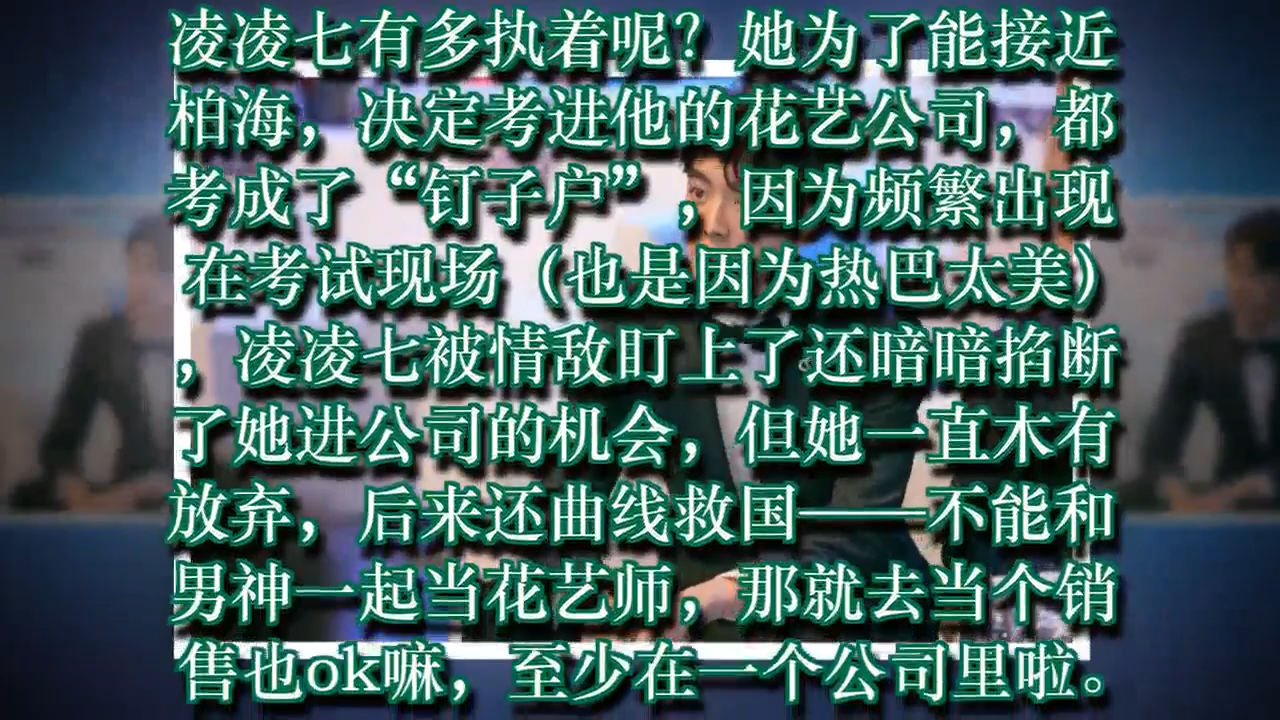 凌凌七有多执着呢？她为了能接近
柏海，决定考进他的花艺公司，都
考成了“钉子户”，因为频繁出现
在考试现场（也是因为热巴太美）
，凌凌七被情敌盯上了还暗暗掐断
了她进公司的机会，但她一直木有
放弃，后来还曲线救国——不能和
男神一起当花艺师，那就去当个销
售也ok嘛，至少在一个公司里啦。